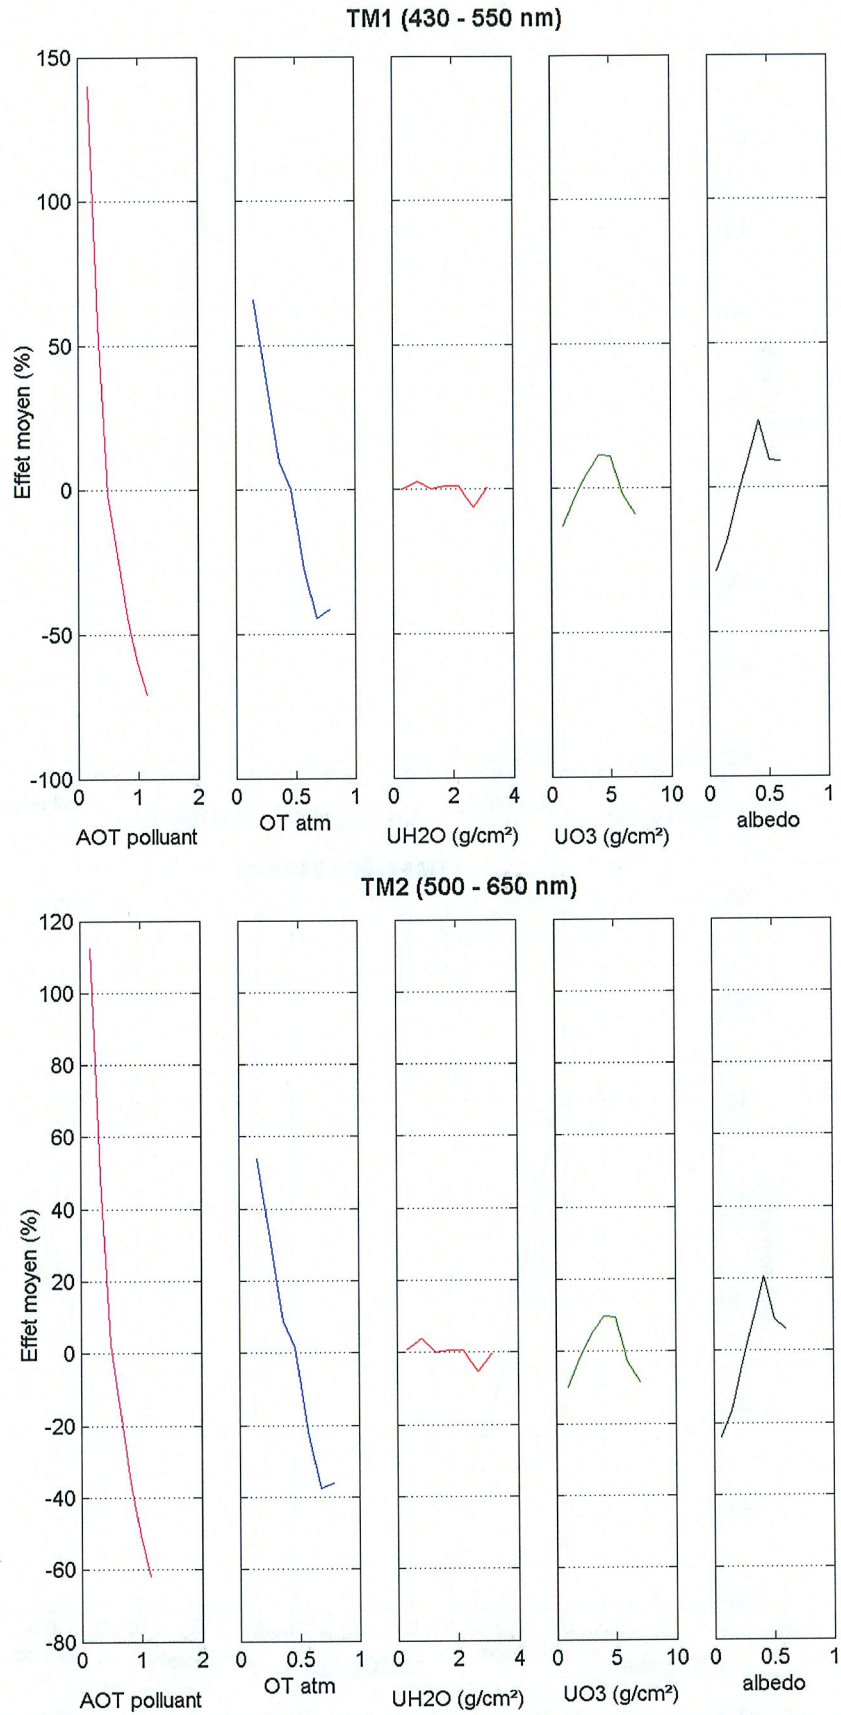 TM1 (430 - 550 nm)
150
100
50
0
-50
-100
Effet moyen (%)
0 1 2
0 0.5 1
0 2 4
0 5 10
0 0.5 1
AOT polluant
OT atm
UH2O (g/cm²)
UO3 (g/cm²)
albedo
TM2 (500 - 650 nm)
120
100
80
60
40
20
0
-20
-40
-60
-80
Effet moyen (%)
0 1 2
0 0.5 1
0 2 4
0 5 10
0 0.5 1
AOT polluant
OT atm
UH2O (g/cm²)
UO3 (g/cm²)
albedo